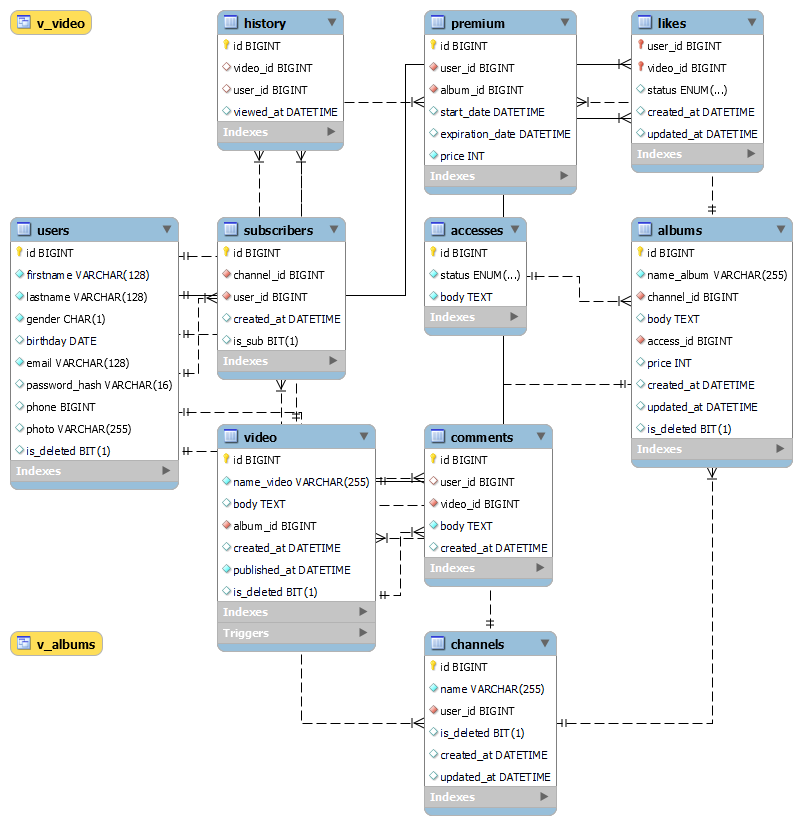 v_video
history
id BIGINT
video_id BIGINT
user_id BIGINT
viewed_at DATETIME
Indexes
premium
id BIGINT
user_id BIGINT
album_id BIGINT
start_date DATETIME
expiration_date DATETIME
price INT
Indexes
likes
user_id BIGINT
video_id BIGINT
status ENUM(...)
created_at DATETIME
updated_at DATETIME
Indexes
users
id BIGINT
firstname VARCHAR(128)
lastname VARCHAR(128)
gender CHAR(1)
birthday DATE
email VARCHAR(128)
password_hash VARCHAR(16)
phone BIGINT
photo VARCHAR(255)
is_deleted BIT(1)
Indexes
subscribers
id BIGINT
channel_id BIGINT
user_id BIGINT
created_at DATETIME
is_sub BIT(1)
Indexes
accesses
id BIGINT
status ENUM(...)
body TEXT
Indexes
albums
id BIGINT
name_album VARCHAR(255)
channel_id BIGINT
body TEXT
access_id BIGINT
price INT
created_at DATETIME
updated_at DATETIME
is_deleted BIT(1)
Indexes
video
id BIGINT
name_video VARCHAR(255)
body TEXT
album_id BIGINT
created_at DATETIME
published_at DATETIME
is_deleted BIT(1)
Indexes
Triggers
comments
id BIGINT
user_id BIGINT
video_id BIGINT
body TEXT
created_at DATETIME
Indexes
v_albums
channels
id BIGINT
name VARCHAR(255)
user_id BIGINT
is_deleted BIT(1)
created_at DATETIME
updated_at DATETIME
Indexes